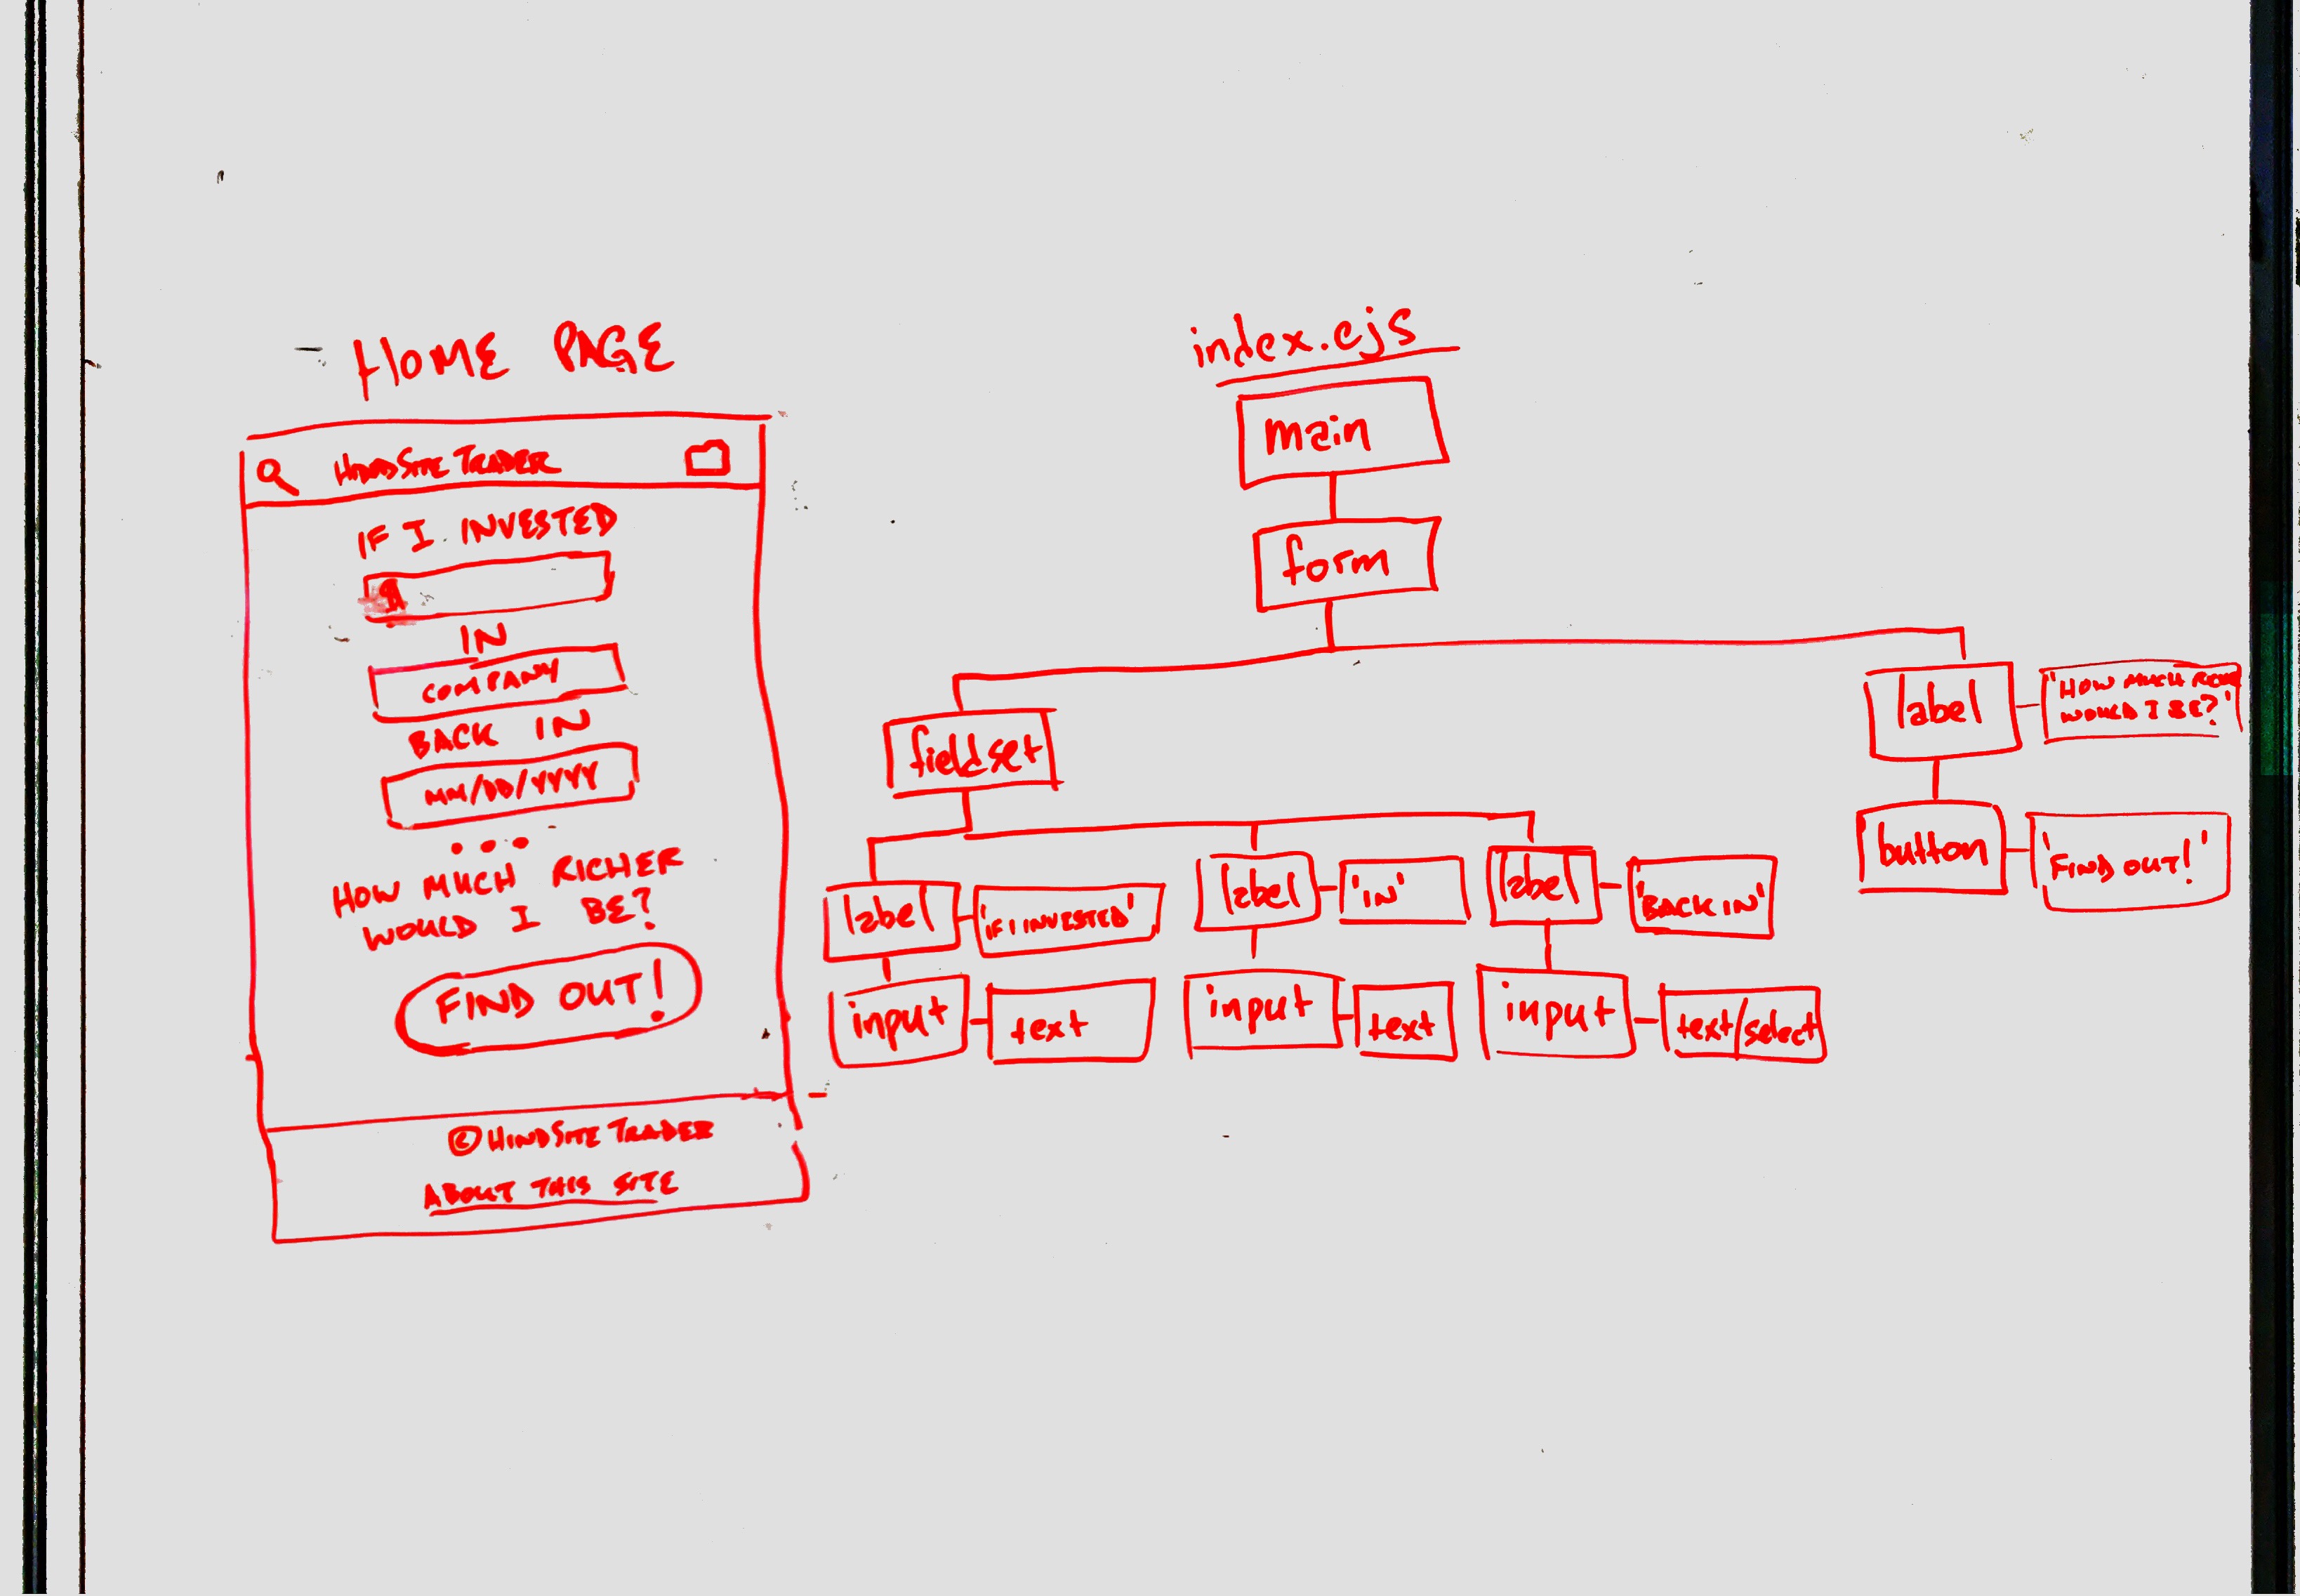 HOME PAGE
HINDSITE TRADER
IF I INVESTED
$
IN
COMPANY
BACK IN
MM/DD/YYYY
...
HOW MUCH RICHER
WOULD I BE?
FIND OUT!
© HINDSITE TRADER
ABOUT THIS SITE
index.ejs
main
form
fieldset
label
'IF I INVESTED'
input
text
label
'IN'
input
text
label
'BACK IN'
input
text/select
label
'HOW MUCH RICHER
WOULD I BE?'
button
'FIND OUT!'